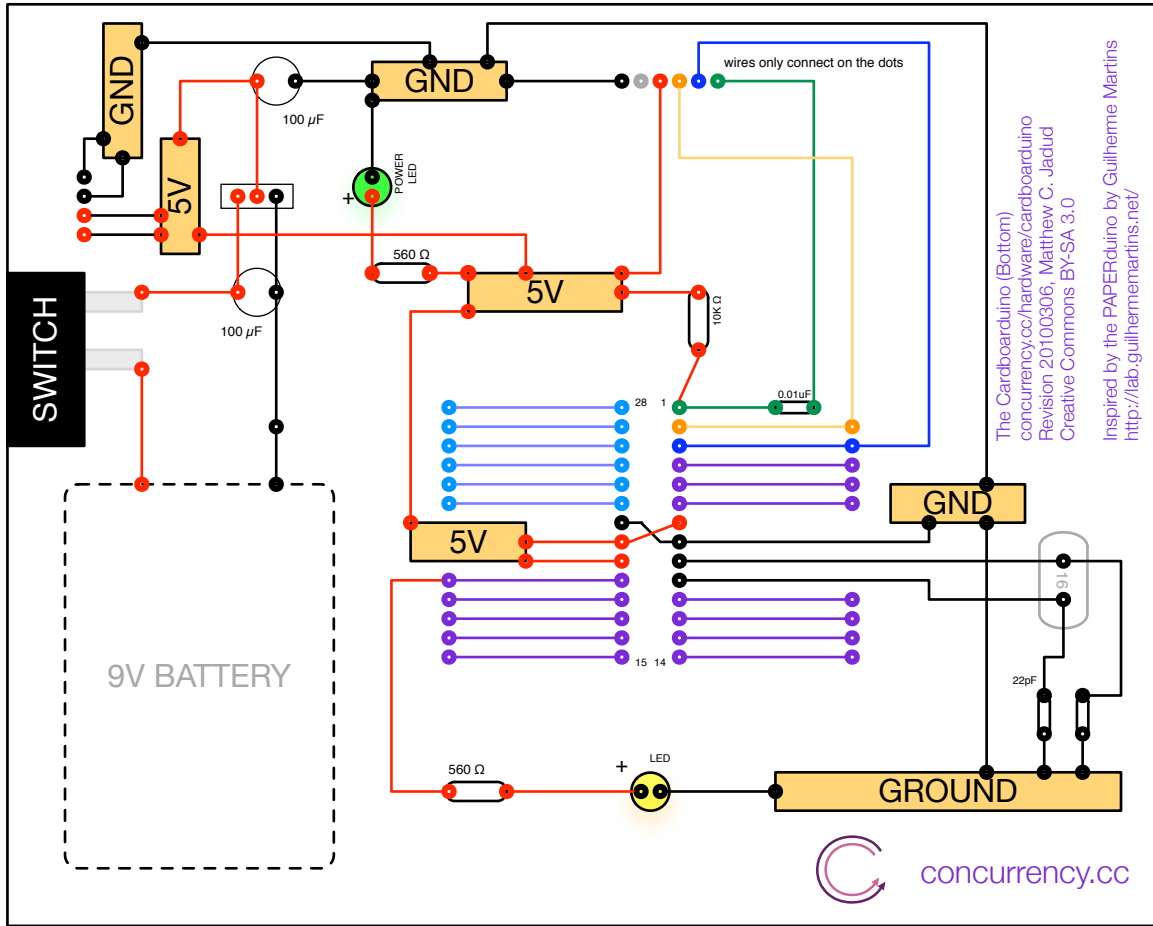 GND
100 µF
GND
wires only connect on the dots
5V
+
POWER
LED
560 Ω
5V
10K Ω
100 µF
SWITCH
28
1
0.01uF
The Cardboarduino (Bottom)
concurrency.cc/hardware/cardboarduino
Revision 20100306, Matthew C. Jadud
Creative Commons BY-SA 3.0
Inspired by the PAPERduino by Guilherme Martins
http://lab.guilhermemartins.net/
GND
5V
16
9V BATTERY
15
14
22pF
560 Ω
+
LED
GROUND
concurrency.cc